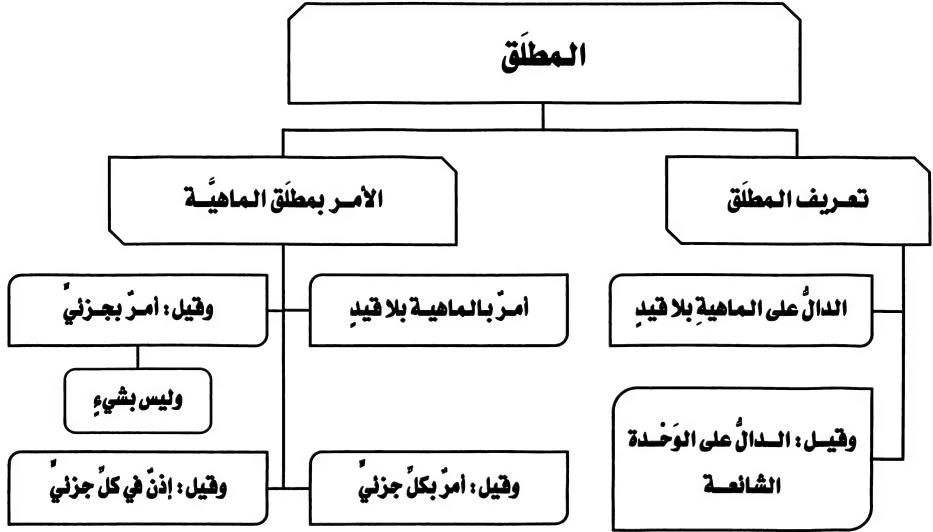 المطلَق
تعريف المطلَق
الأمر بمطلَق الماهيَّة
الدالُّ على الماهيةِ بلا قيدٍ
وقيل: الدالُّ على الوَحْدة
الشائعة
أمرٌ بالماهية بلا قيدٍ
وقيل: أمرٌ بجزئيٍّ
وليس بشيءٍ
وقيل: أمرٌ بكلِّ جزئيٍّ
وقيل: إذنٌ في كلِّ جزئيٍّ